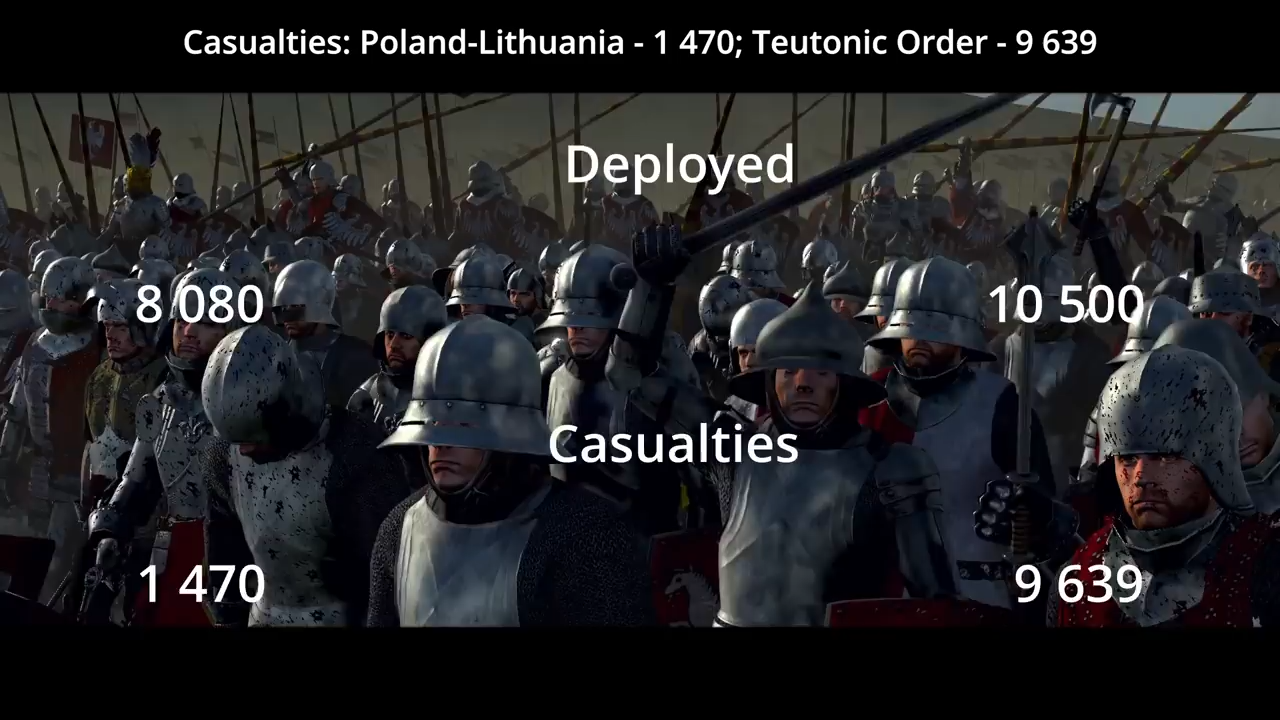 Casualties: Poland-Lithuania - 1 470; Teutonic Order - 9 639
Deployed
8 080 10 500
Casualties
1 470 9 639